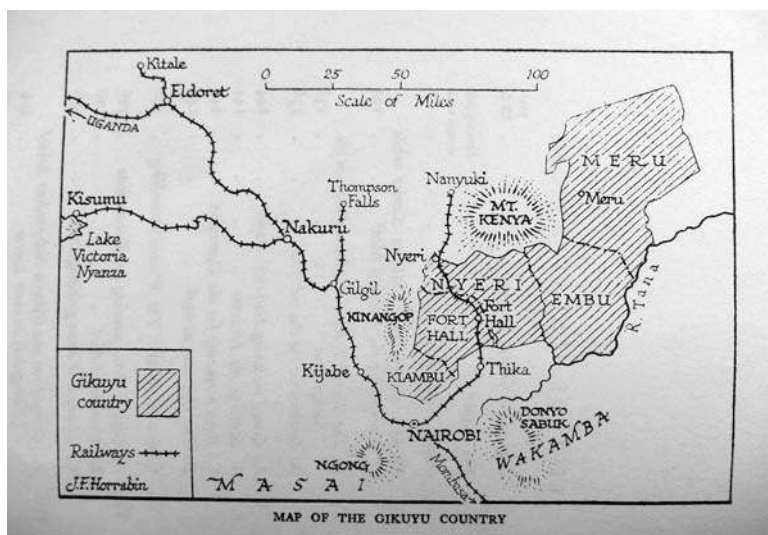 Kitale
0 25 50 100
Eldoret
Scale of Miles
UGANDA
MERU
Meru
Kisumu
Thompson
Falls
Nanyuki
MT.
KENYA
Lake
Victoria
Nyanza
Nakuru
Nyeri
NYERI
Gilgil
EMBU
R. Tana
KINANGOP
FORT
HALL
Fort
Hall
Kijabe
KIAMBU
Thika
Gikuyu
country
NAIROBI
DONYO
SABUK
WAKAMBA
Railways
NGONG
Mombasa
J.F. Horrabin
MASAI
MAP OF THE GIKUYU COUNTRY